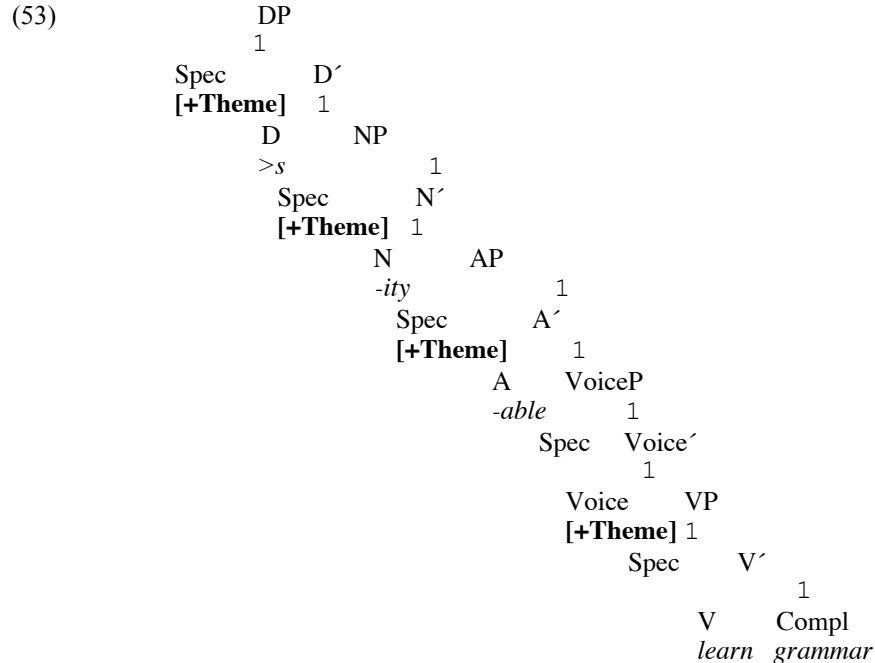 (53) DP
1
Spec D´
[+Theme] 1
D NP
>s 1
Spec N´
[+Theme] 1
N AP
-ity 1
Spec A´
[+Theme] 1
A VoiceP
-able 1
Spec Voice´
1
Voice VP
[+Theme] 1
Spec V´
1
V Compl
learn grammar